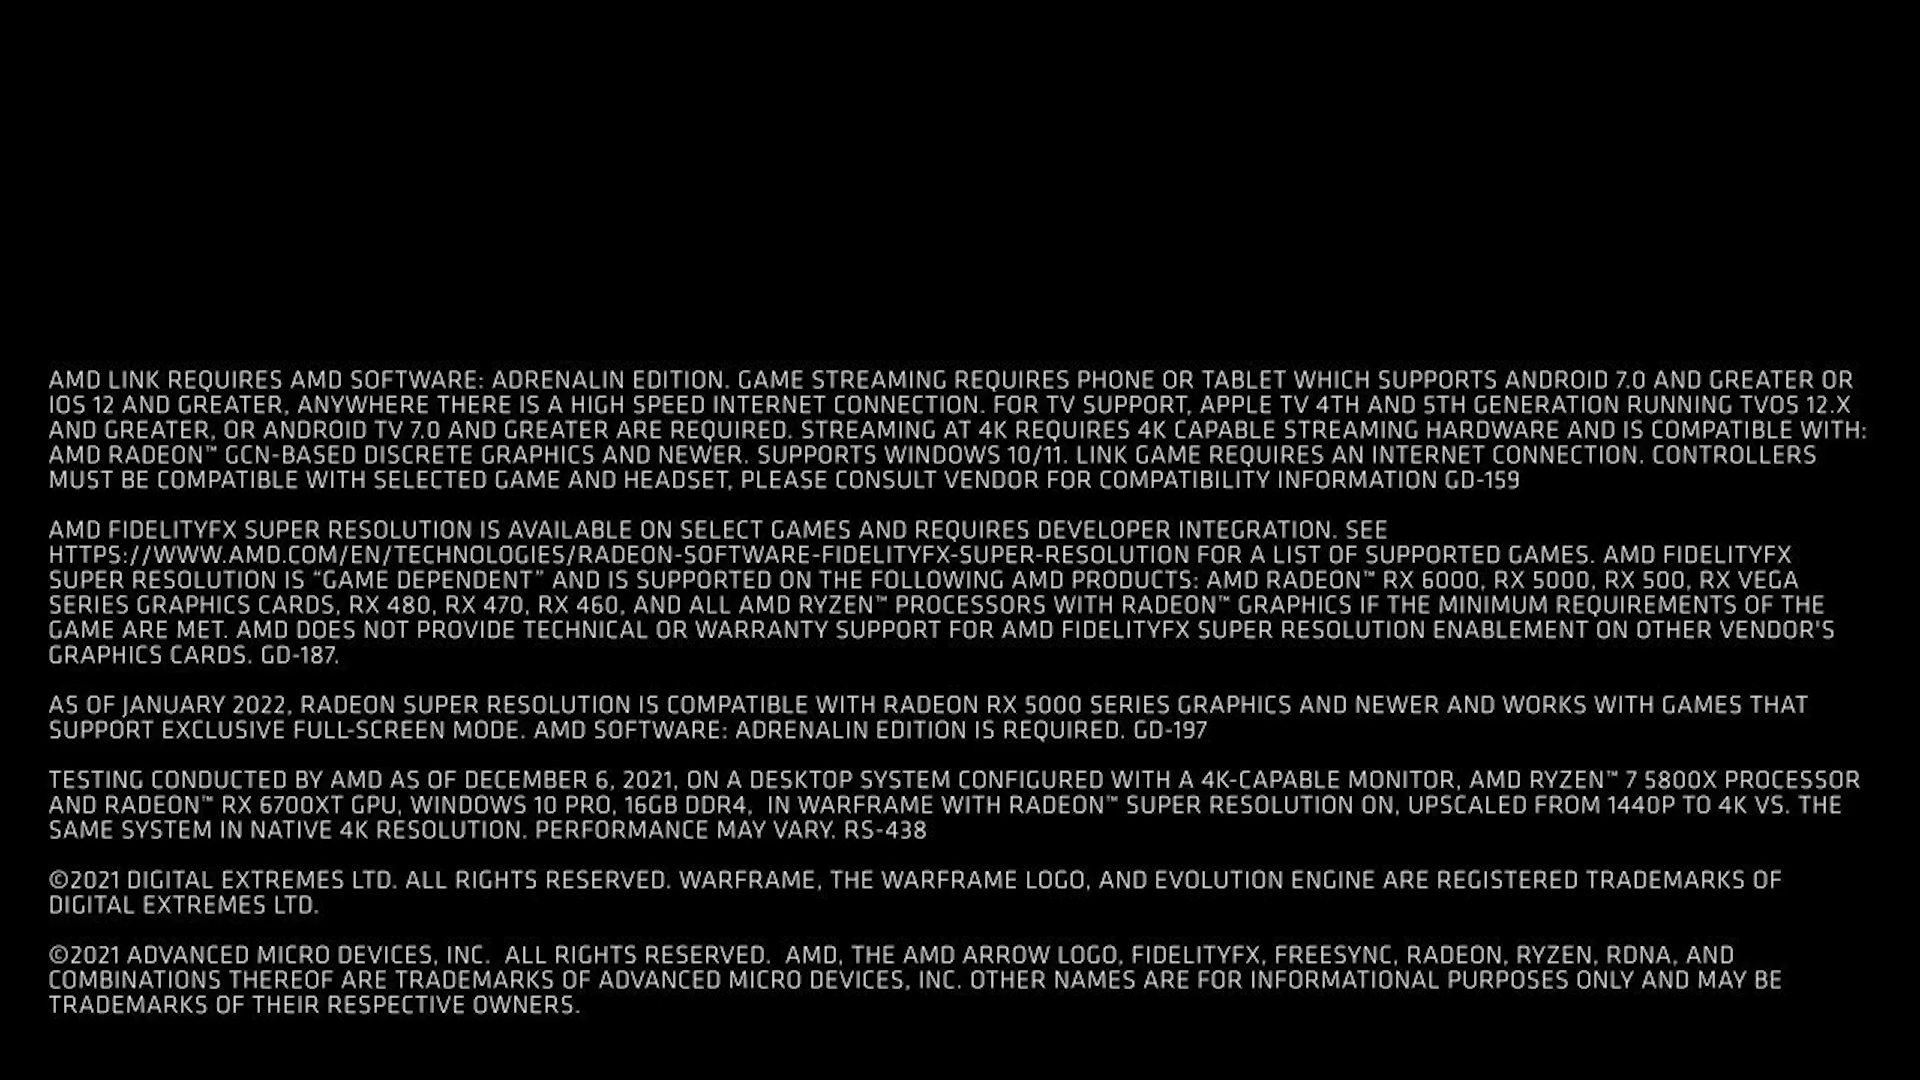 AMD LINK REQUIRES AMD SOFTWARE: ADRENALIN EDITION. GAME STREAMING REQUIRES PHONE OR TABLET WHICH SUPPORTS ANDROID 7.0 AND GREATER OR
IOS 12 AND GREATER, ANYWHERE THERE IS A HIGH SPEED INTERNET CONNECTION. FOR TV SUPPORT, APPLE TV 4TH AND 5TH GENERATION RUNNING TVOS 12.X
AND GREATER, OR ANDROID TV 7.0 AND GREATER ARE REQUIRED. STREAMING AT 4K REQUIRES 4K CAPABLE STREAMING HARDWARE AND IS COMPATIBLE WITH:
AMD RADEON™ GCN-BASED DISCRETE GRAPHICS AND NEWER. SUPPORTS WINDOWS 10/11. LINK GAME REQUIRES AN INTERNET CONNECTION. CONTROLLERS
MUST BE COMPATIBLE WITH SELECTED GAME AND HEADSET, PLEASE CONSULT VENDOR FOR COMPATIBILITY INFORMATION GD-159
AMD FIDELITYFX SUPER RESOLUTION IS AVAILABLE ON SELECT GAMES AND REQUIRES DEVELOPER INTEGRATION. SEE
HTTPS://WWW.AMD.COM/EN/TECHNOLOGIES/RADEON-SOFTWARE-FIDELITYFX-SUPER-RESOLUTION FOR A LIST OF SUPPORTED GAMES. AMD FIDELITYFX
SUPER RESOLUTION IS “GAME DEPENDENT” AND IS SUPPORTED ON THE FOLLOWING AMD PRODUCTS: AMD RADEON™ RX 6000, RX 5000, RX 500, RX VEGA
SERIES GRAPHICS CARDS, RX 480, RX 470, RX 460, AND ALL AMD RYZEN™ PROCESSORS WITH RADEON™ GRAPHICS IF THE MINIMUM REQUIREMENTS OF THE
GAME ARE MET. AMD DOES NOT PROVIDE TECHNICAL OR WARRANTY SUPPORT FOR AMD FIDELITYFX SUPER RESOLUTION ENABLEMENT ON OTHER VENDOR'S
GRAPHICS CARDS. GD-187.
AS OF JANUARY 2022, RADEON SUPER RESOLUTION IS COMPATIBLE WITH RADEON RX 5000 SERIES GRAPHICS AND NEWER AND WORKS WITH GAMES THAT
SUPPORT EXCLUSIVE FULL-SCREEN MODE. AMD SOFTWARE: ADRENALIN EDITION IS REQUIRED. GD-197
TESTING CONDUCTED BY AMD AS OF DECEMBER 6, 2021, ON A DESKTOP SYSTEM CONFIGURED WITH A 4K-CAPABLE MONITOR, AMD RYZEN™ 7 5800X PROCESSOR
AND RADEON™ RX 6700XT GPU, WINDOWS 10 PRO, 16GB DDR4,  IN WARFRAME WITH RADEON™ SUPER RESOLUTION ON, UPSCALED FROM 1440P TO 4K VS. THE
SAME SYSTEM IN NATIVE 4K RESOLUTION. PERFORMANCE MAY VARY. RS-438
©2021 DIGITAL EXTREMES LTD. ALL RIGHTS RESERVED. WARFRAME, THE WARFRAME LOGO, AND EVOLUTION ENGINE ARE REGISTERED TRADEMARKS OF
DIGITAL EXTREMES LTD.
©2021 ADVANCED MICRO DEVICES, INC.  ALL RIGHTS RESERVED.  AMD, THE AMD ARROW LOGO, FIDELITYFX, FREESYNC, RADEON, RYZEN, RDNA, AND
COMBINATIONS THEREOF ARE TRADEMARKS OF ADVANCED MICRO DEVICES, INC. OTHER NAMES ARE FOR INFORMATIONAL PURPOSES ONLY AND MAY BE
TRADEMARKS OF THEIR RESPECTIVE OWNERS.